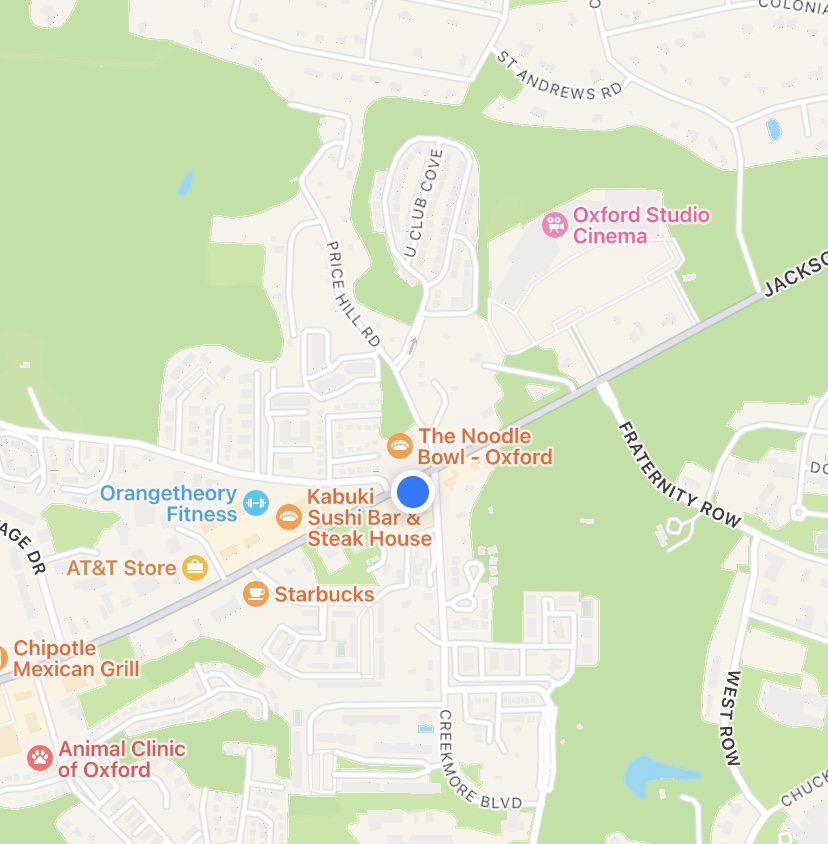 COLONIA
ST ANDREWS RD
U CLUB COVE
Oxford Studio
Cinema
PRICE HILL RD
JACKSO
The Noodle
Bowl - Oxford
FRATERNITY ROW
Orangetheory
Fitness
Kabuki
Sushi Bar &
Steak House
AGE DR
AT&T Store
Starbucks
Chipotle
Mexican Grill
WEST ROW
Animal Clinic
of Oxford
CREEKMORE BLVD
CHUCK